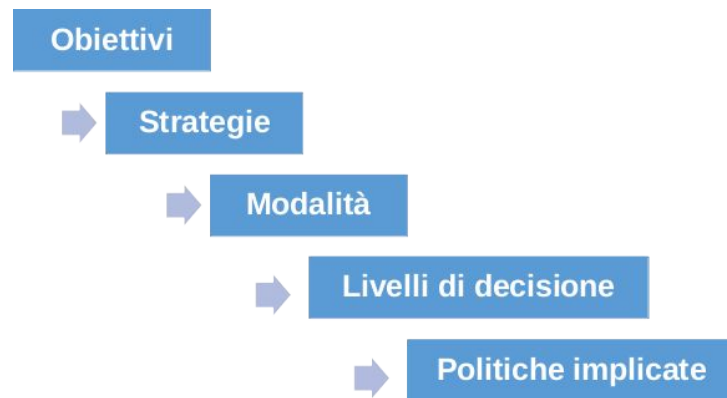 Obiettivi
Strategie
Modalità
Livelli di decisione
Politiche implicate